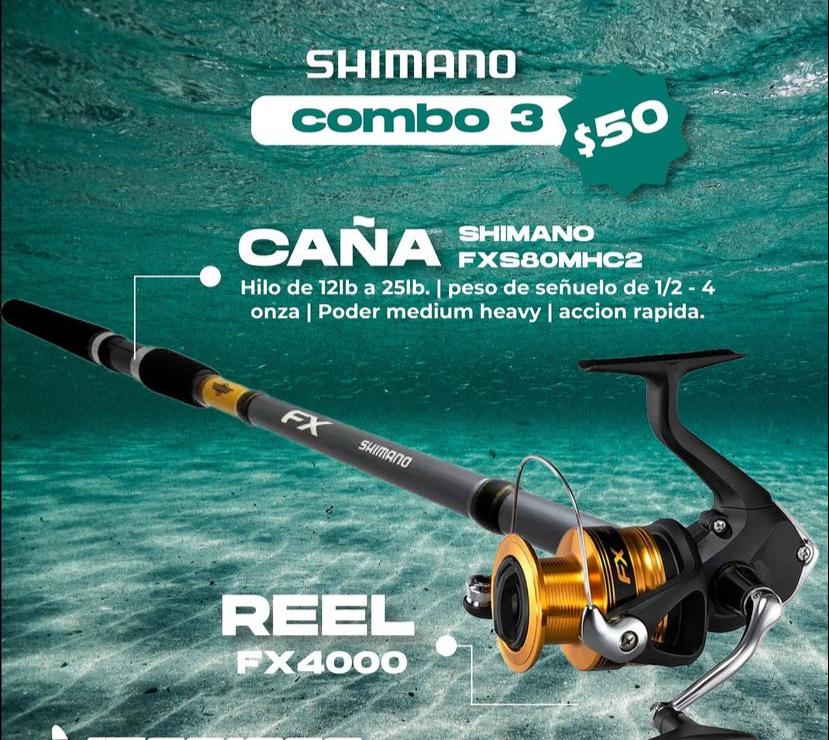 SHIMANO
combo 3
$50
CAÑA
SHIMANO
FXS80MHC2
Hilo de 12lb a 25lb. | peso de señuelo de 1/2 - 4
onza | Poder medium heavy | accion rapida.
FX
SHIMANO
FX
REEL
FX4000